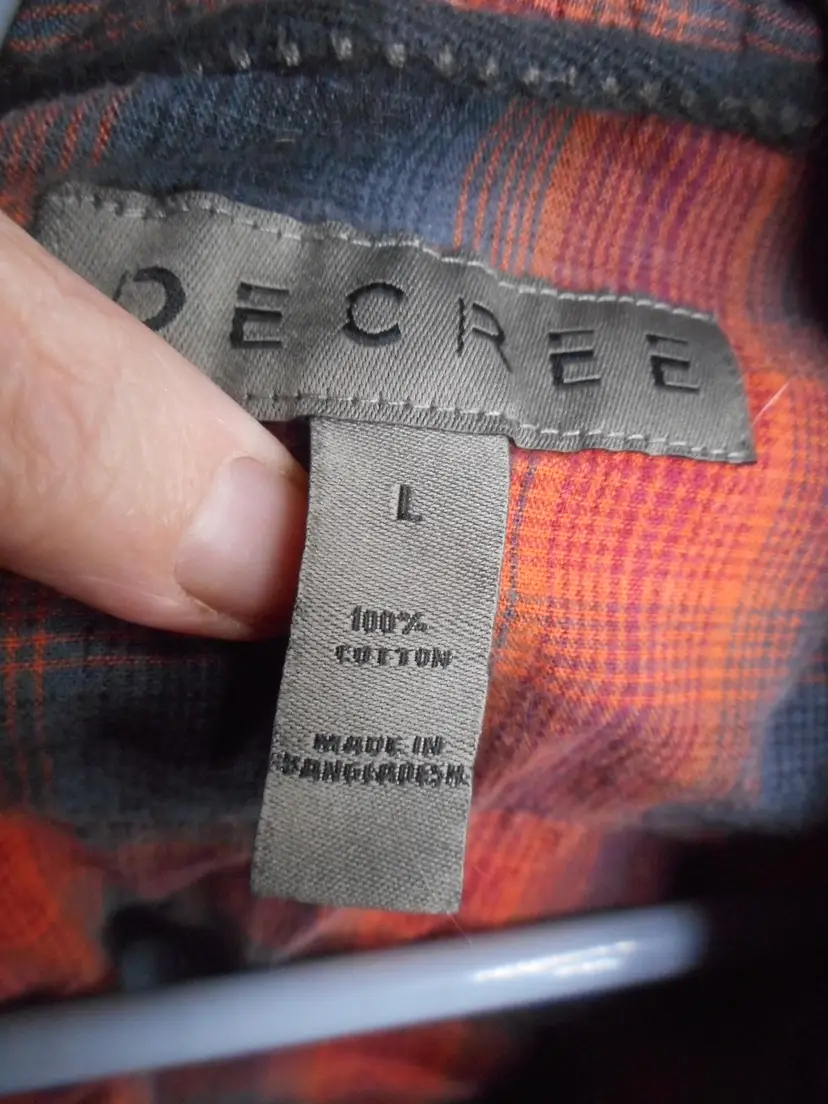 DECREE
L
100%
COTTON
MADE IN
BANGLADESH